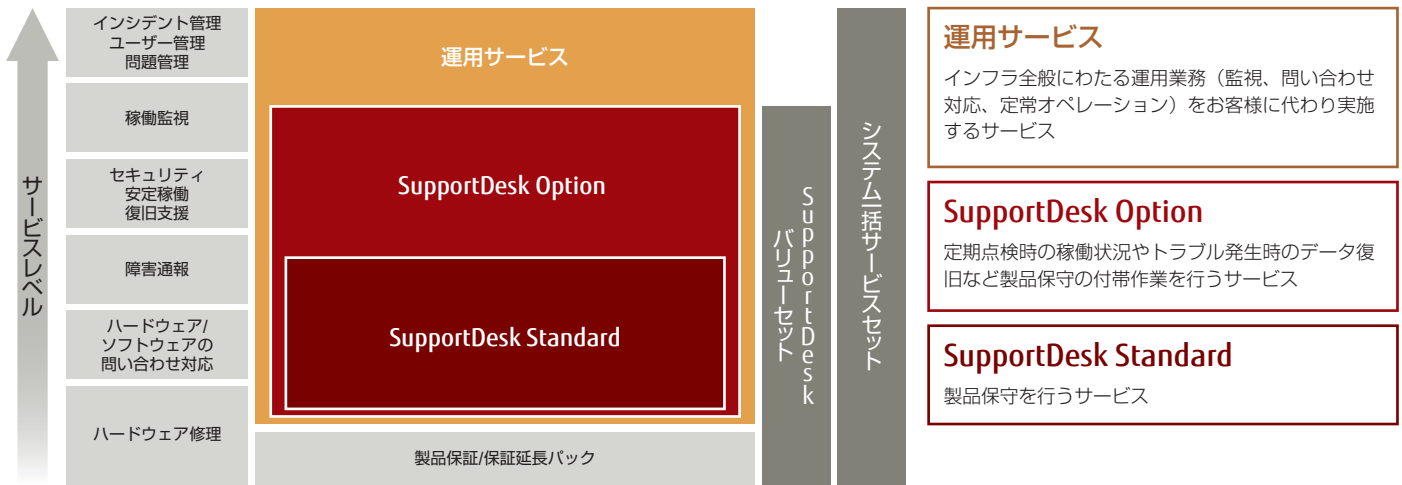 サービスレベル
インシデント管理
ユーザー管理
問題管理
稼働監視
セキュリティ
安定稼働
復旧支援
障害通報
ハードウェア/
ソフトウェアの
問い合わせ対応
ハードウェア修理
運用サービス
SupportDesk Option
SupportDesk Standard
製品保証/保証延長パック
SupportDesk
バリューセット
システム一括サービスセット
運用サービス
インフラ全般にわたる運用業務（監視、問い合わせ
対応、定常オペレーション）をお客様に代わり実施
するサービス
SupportDesk Option
定期点検時の稼働状況やトラブル発生時のデータ復
旧など製品保守の付帯作業を行うサービス
SupportDesk Standard
製品保守を行うサービス